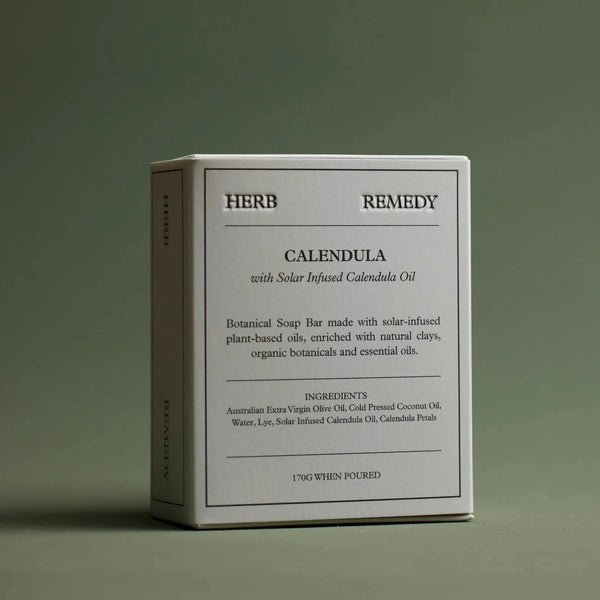 HERB REMEDY
CALENDULA
with Solar Infused Calendula Oil
Botanical Soap Bar made with solar-infused
plant-based oils, enriched with natural clays,
organic botanicals and essential oils.
INGREDIENTS
Australian Extra Virgin Olive Oil, Cold Pressed Coconut Oil,
Water, Lye, Solar Infused Calendula Oil, Calendula Petals
170G WHEN POURED
HERB
REMEDY